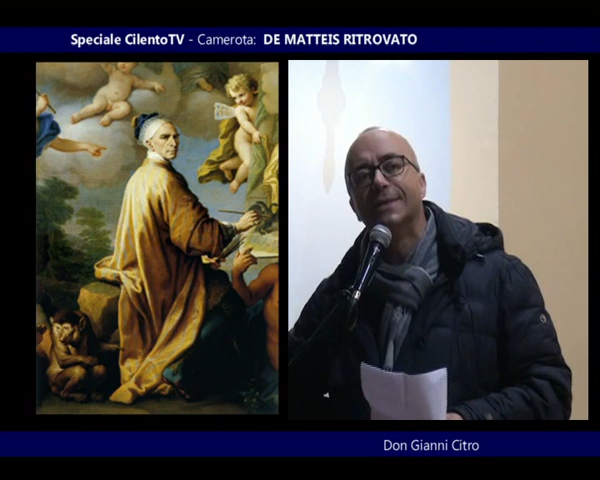 Speciale CilentoTV - Camerota: DE MATTEIS RITROVATO
Don Gianni Citro